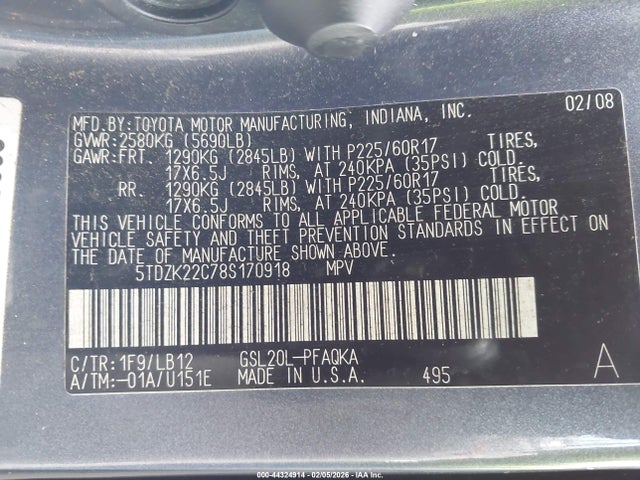 MFD.BY:TOYOTA MOTOR MANUFACTURING, INDIANA, INC. 02/08
GVWR:2580KG (5690LB)
GAWR:FRT. 1290KG (2845LB) WITH P225/60R17 TIRES,
17X6.5J RIMS, AT 240KPA (35PSI) COLD.
RR. 1290KG (2845LB) WITH P225/60R17 TIRES,
17X6.5J RIMS, AT 240KPA (35PSI) COLD.
THIS VEHICLE CONFORMS TO ALL APPLICABLE FEDERAL MOTOR
VEHICLE SAFETY AND THEFT PREVENTION STANDARDS IN EFFECT ON
THE DATE OF MANUFACTURE SHOWN ABOVE.
5TDZK22C78S170918 MPV
C/TR:1F9/LB12 GSL20L-PFAQKA
A/TM:-01A/U151E MADE IN U.S.A. 495 A
000-44324914 - 02/05/2026 - IAAI Inc.